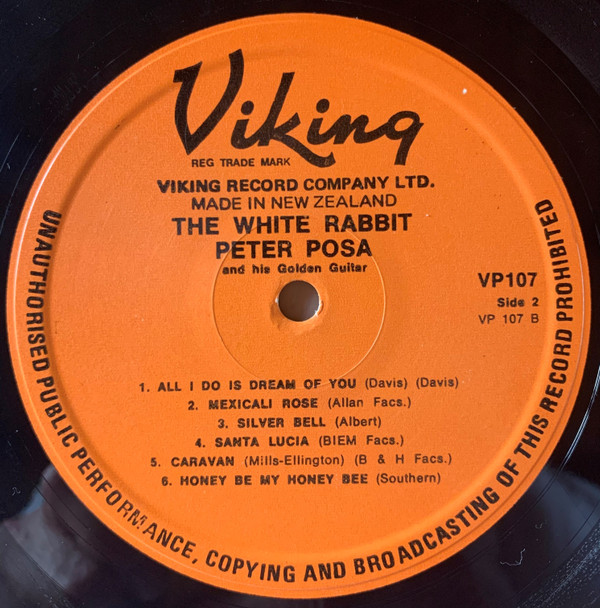 Viking
REG TRADE MARK
VIKING RECORD COMPANY LTD.
MADE IN NEW ZEALAND
THE WHITE RABBIT
PETER POSA
and his Golden Guitar
VP107
Side 2
VP 107 B
1. ALL I DO IS DREAM OF YOU (Davis) (Davis)
2. MEXICALI ROSE (Allan Facs.)
3. SILVER BELL (Albert)
4. SANTA LUCIA (BIEM Facs.)
5. CARAVAN (Mills-Ellington) (B & H Facs.)
6. HONEY BE MY HONEY BEE (Southern)
UNAUTHORISED PUBLIC PERFORMANCE, COPYING AND BROADCASTING OF THIS RECORD PROHIBITED